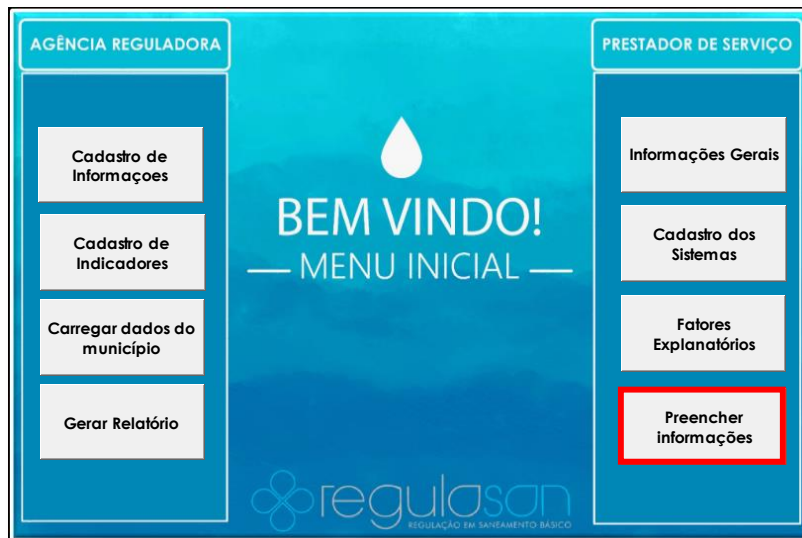 AGÊNCIA REGULADORA
Cadastro de
Informaçoes
Cadastro de
Indicadores
Carregar dados do
município
Gerar Relatório
BEM VINDO!
MENU INICIAL
regulasan
REGULAÇÃO EM SANEAMENTO BÁSICO
PRESTADOR DE SERVIÇO
Informações Gerais
Cadastro dos
Sistemas
Fatores
Explanatórios
Preencher
informações